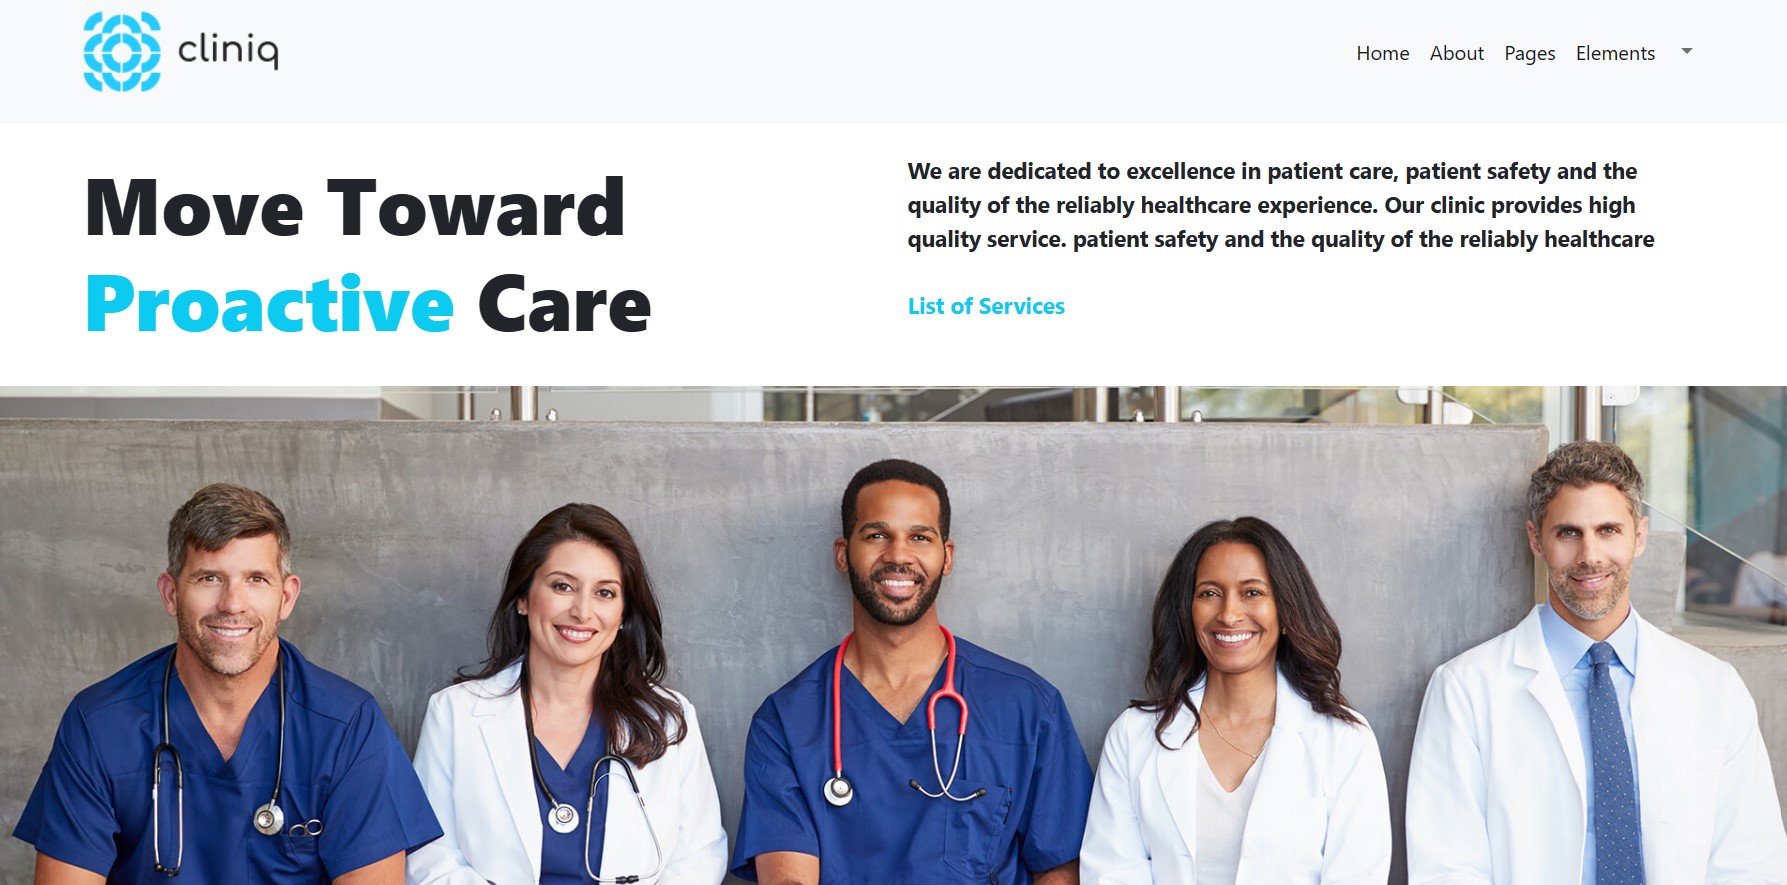 cliniq
Home About Pages Elements
Move Toward
Proactive Care
We are dedicated to excellence in patient care, patient safety and the
quality of the reliably healthcare experience. Our clinic provides high
quality service. patient safety and the quality of the reliably healthcare
List of Services